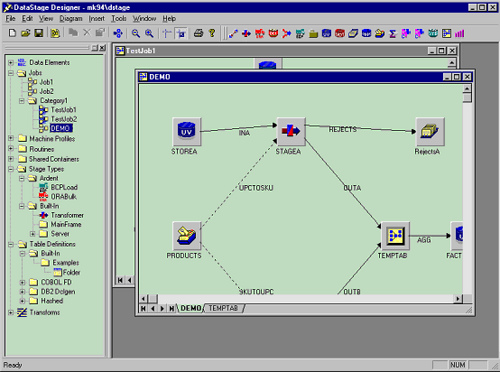 DataStage Designer - mk94\dstage
File Edit View Diagram Insert Tools Window Help
Data Elements
Jobs
Job1
Job2
Category1
TestJob1
TestJob2
DEMO
Machine Profiles
Routines
Shared Containers
Stage Types
Ardent
BCPLoad
ORABulk
Built-In
Transformer
MainFrame
Server
Table Definitions
Built-In
Examples
Folder
COBOL FD
DB2 Dclgen
Hashed
Transforms
TestJob1
DEMO
UV
STOREA
INA
STAGEA
REJECTS
RejectsA
UPCTOSKU
OUTA
PRODUCTS
TEMPTAB
AGG
FACT
SKUTOUPC
OUTB
DEMO TEMPTAB
Ready
NUM